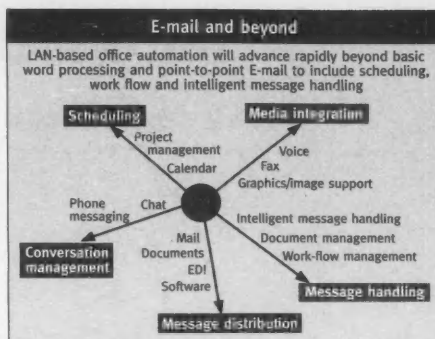 E-mail and beyond
LAN-based office automation will advance rapidly beyond basic
word processing and point-to-point E-mail to include scheduling,
work flow and intelligent message handling
Scheduling
Media integration
Project
management
Calendar
Voice
Fax
Graphics/image support
Phone
messaging
Chat
Conversation
management
Mail
Documents
EDI
Software
Intelligent message handling
Document management
Work-flow management
Message handling
Message distribution